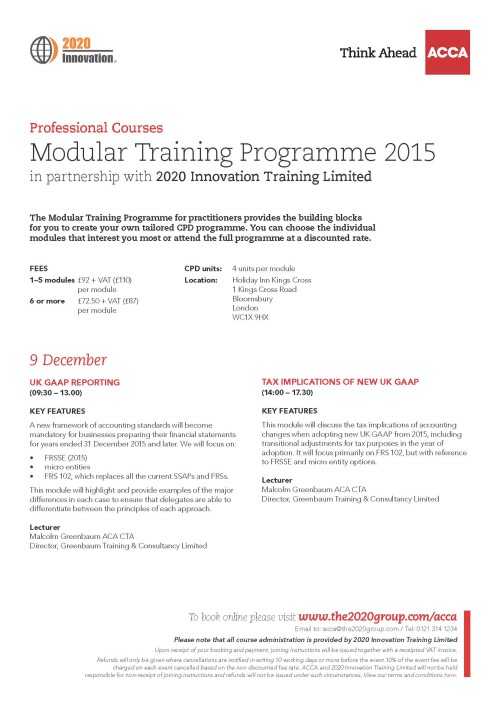 2020
Innovation
Think Ahead ACCA
Professional Courses
Modular Training Programme 2015
in partnership with 2020 Innovation Training Limited
The Modular Training Programme for practitioners provides the building blocks
for you to create your own tailored CPD programme. You can choose the individual
modules that interest you most or attend the full programme at a discounted rate.
FEES
1–5 modules £92 + VAT (£110)
per module
6 or more £72.50 + VAT (£87)
per module
CPD units: 4 units per module
Location: Holiday Inn Kings Cross
1 Kings Cross Road
Bloomsbury
London
WC1X 9HX
9 December
UK GAAP REPORTING
(09:30 – 13.00)
KEY FEATURES
A new framework of accounting standards will become
mandatory for businesses preparing their financial statements
for years ended 31 December 2015 and later. We will focus on:
• FRSSE (2015)
• micro entities
• FRS 102, which replaces all the current SSAPs and FRSs.
This module will highlight and provide examples of the major
differences in each case to ensure that delegates are able to
differentiate between the principles of each approach.
Lecturer
Malcolm Greenbaum ACA CTA
Director, Greenbaum Training & Consultancy Limited
TAX IMPLICATIONS OF NEW UK GAAP
(14:00 – 17.30)
KEY FEATURES
This module will discuss the tax implications of accounting
changes when adopting new UK GAAP from 2015, including
transitional adjustments for tax purposes in the year of
adoption. It will focus primarily on FRS 102, but with reference
to FRSSE and micro entity options.
Lecturer
Malcolm Greenbaum ACA CTA
Director, Greenbaum Training & Consultancy Limited
To book online please visit www.the2020group.com/acca
Email to: acca@the2020group.com / Tel: 0121 314 1234
Please note that all course administration is provided by 2020 Innovation Training Limited
Upon receipt of your booking and payment, joining instructions will be issued together with a receipted VAT invoice.
Refunds will only be given where cancellations are notified in writing 10 working days or more before the event. 10% of the event fee will be
charged on each event cancelled based on the non discounted fee rate. ACCA and 2020 Innovation Training Limited will not be held
responsible for non-receipt of joining instructions and refunds will not be issued under such circumstances. View our terms and conditions here.